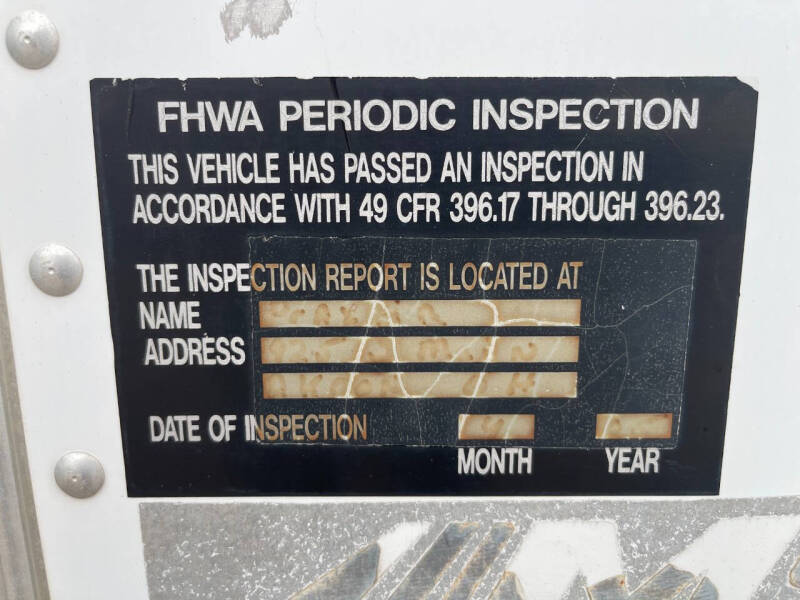 FHWA PERIODIC INSPECTION
THIS VEHICLE HAS PASSED AN INSPECTION IN
ACCORDANCE WITH 49 CFR 396.17 THROUGH 396.23.
THE INSPECTION REPORT IS LOCATED AT
NAME
ADDRESS
DATE OF INSPECTION
MONTH YEAR